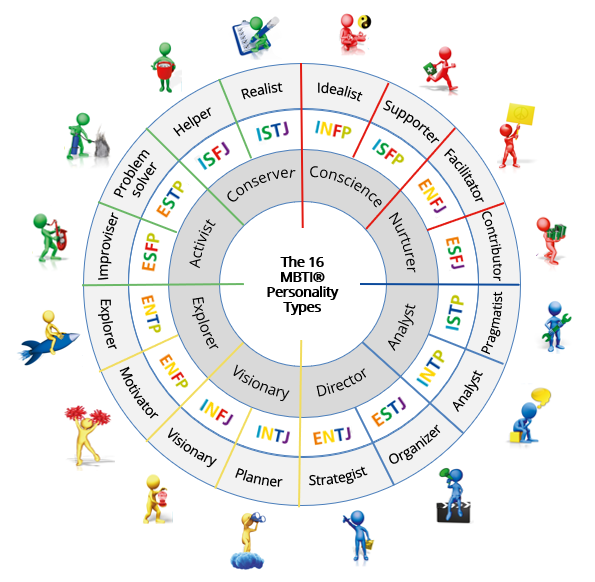 The 16
MBTI®
Personality
Types
Conserver
Conscience
Nurturer
Analyst
Director
Visionary
Explorer
Activist
Realist
ISTJ
Idealist
INFP
Supporter
ISFP
Facilitator
ENFJ
Contributor
ESFJ
Pragmatist
ISTP
Analyst
INTP
Organizer
ESTJ
Strategist
ENTJ
Planner
INTJ
Visionary
INFJ
Motivator
ENFP
Explorer
ENTP
Improviser
ESFP
Problem
solver
ESTP
Helper
ISFJ